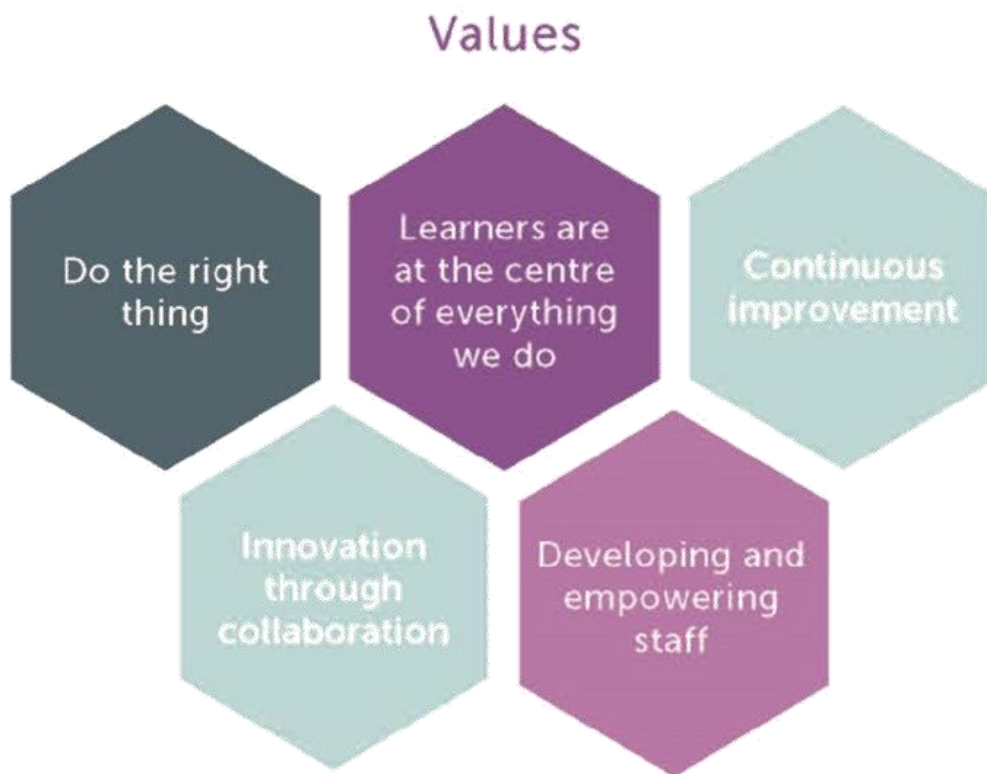 Values
Do the right
thing
Learners are
at the centre
of everything
we do
Continuous
improvement
Innovation
through
collaboration
Developing and
empowering
staff